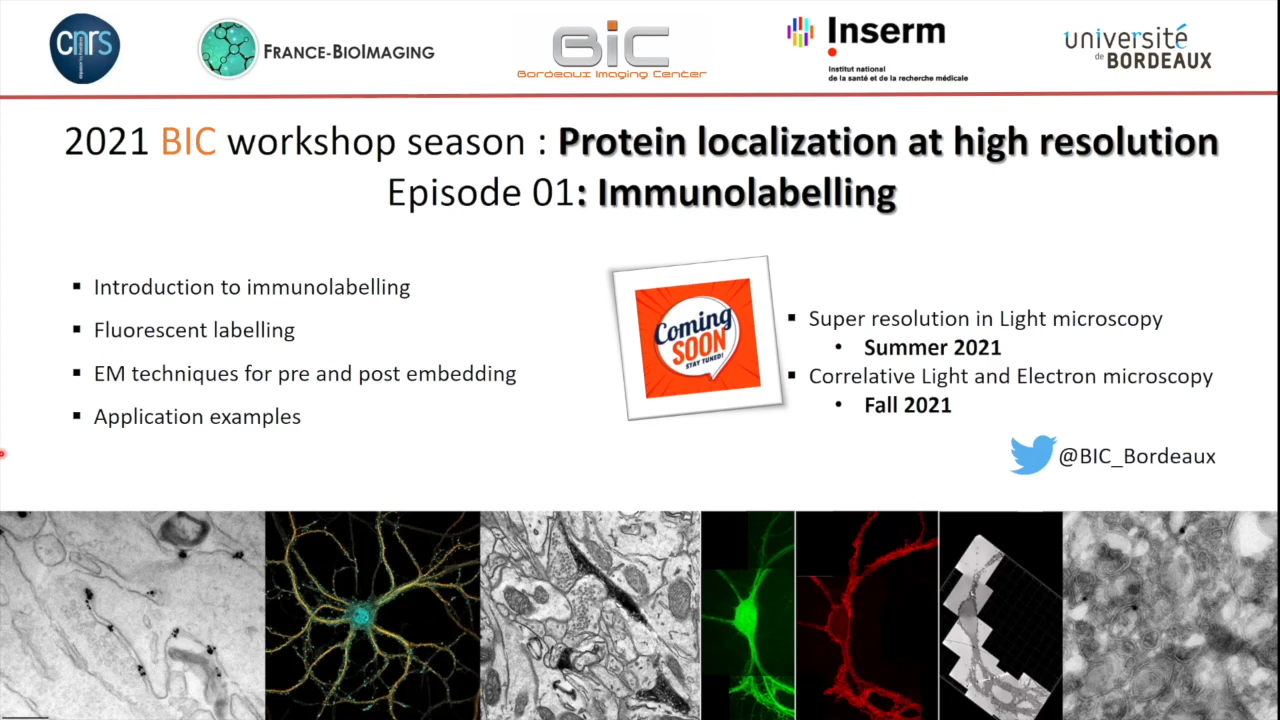 cnrs
FRANCE-BIOIMAGING
BiC
Bordeaux Imaging Center
Inserm
Institut national
de la santé et de la recherche médicale
université
de BORDEAUX
2021 BIC workshop season : Protein localization at high resolution
Episode 01: Immunolabelling
▪ Introduction to immunolabelling
▪ Fluorescent labelling
▪ EM techniques for pre and post embedding
▪ Application examples
Coming
SOON
STAY TUNED!
▪ Super resolution in Light microscopy
• Summer 2021
▪ Correlative Light and Electron microscopy
• Fall 2021
@BIC_Bordeaux